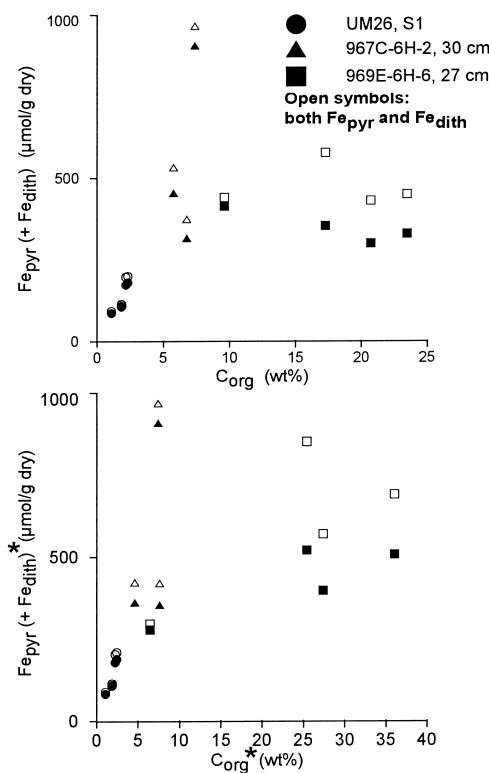 1000
500
0
Fepyr (+ Fedith) (µmol/g dry)
UM26, S1
967C-6H-2, 30 cm
969E-6H-6, 27 cm
Open symbols:
both Fepyr and Fedith
0 5 10 15 20 25
Corg (wt%)
1000
500
0
Fepyr (+ Fedith)* (µmol/g dry)
0 5 10 15 20 25 30 35 40
Corg* (wt%)